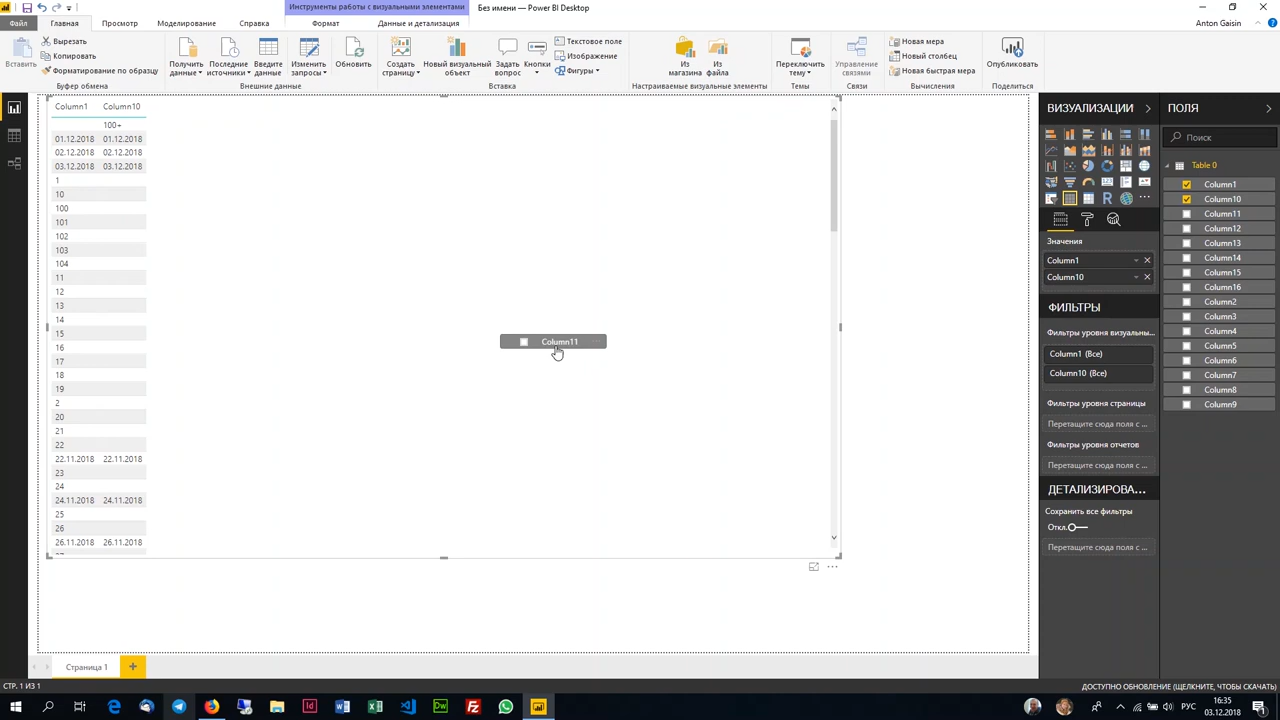 Инструменты работы с визуальными элементами
Без имени — Power BI Desktop
Файл
Главная
Просмотр
Моделирование
Справка
Формат
Данные и детализация
Anton Gaisin
Вставить
Вырезать
Копировать
Форматирование по образцу
Буфер обмена
Получить данные
Последние источники
Введите данные
Изменить запросы
Обновить
Внешние данные
Создать страницу
Новый визуальный объект
Задать вопрос
Кнопки
Текстовое поле
Изображение
Фигуры
Вставка
Из магазина
Из файла
Настраиваемые визуальные элементы
Переключить тему
Темы
Управление связями
Связи
Новая мера
Новый столбец
Новая быстрая мера
Вычисления
Опубликовать
Поделиться
Column1 Column10
100+
01.12.2018 01.12.2018
02.12.2018 02.12.2018
03.12.2018 03.12.2018
1
10
100
101
102
103
104
11
12
13
14
15
16
17
18
19
2
20
21
22
22.11.2018 22.11.2018
23
24
24.11.2018 24.11.2018
25
26
26.11.2018 26.11.2018
Column11
ВИЗУАЛИЗАЦИИ
Значения
Column1
Column10
ФИЛЬТРЫ
Фильтры уровня визуальны...
Column1 (Все)
Column10 (Все)
Фильтры уровня страницы
Перетащите сюда поля с ...
Фильтры уровня отчетов
Перетащите сюда поля с ...
ДЕТАЛИЗИРОВА...
Сохранить все фильтры
Откл.
Перетащите сюда поля с ...
ПОЛЯ
Поиск
Table 0
Column1
Column10
Column11
Column12
Column13
Column14
Column15
Column16
Column2
Column3
Column4
Column5
Column6
Column7
Column8
Column9
Страница 1
СТР. 1 ИЗ 1
ДОСТУПНО ОБНОВЛЕНИЕ (ЩЕЛКНИТЕ, ЧТОБЫ СКАЧАТЬ)
РУС
16:35
03.12.2018